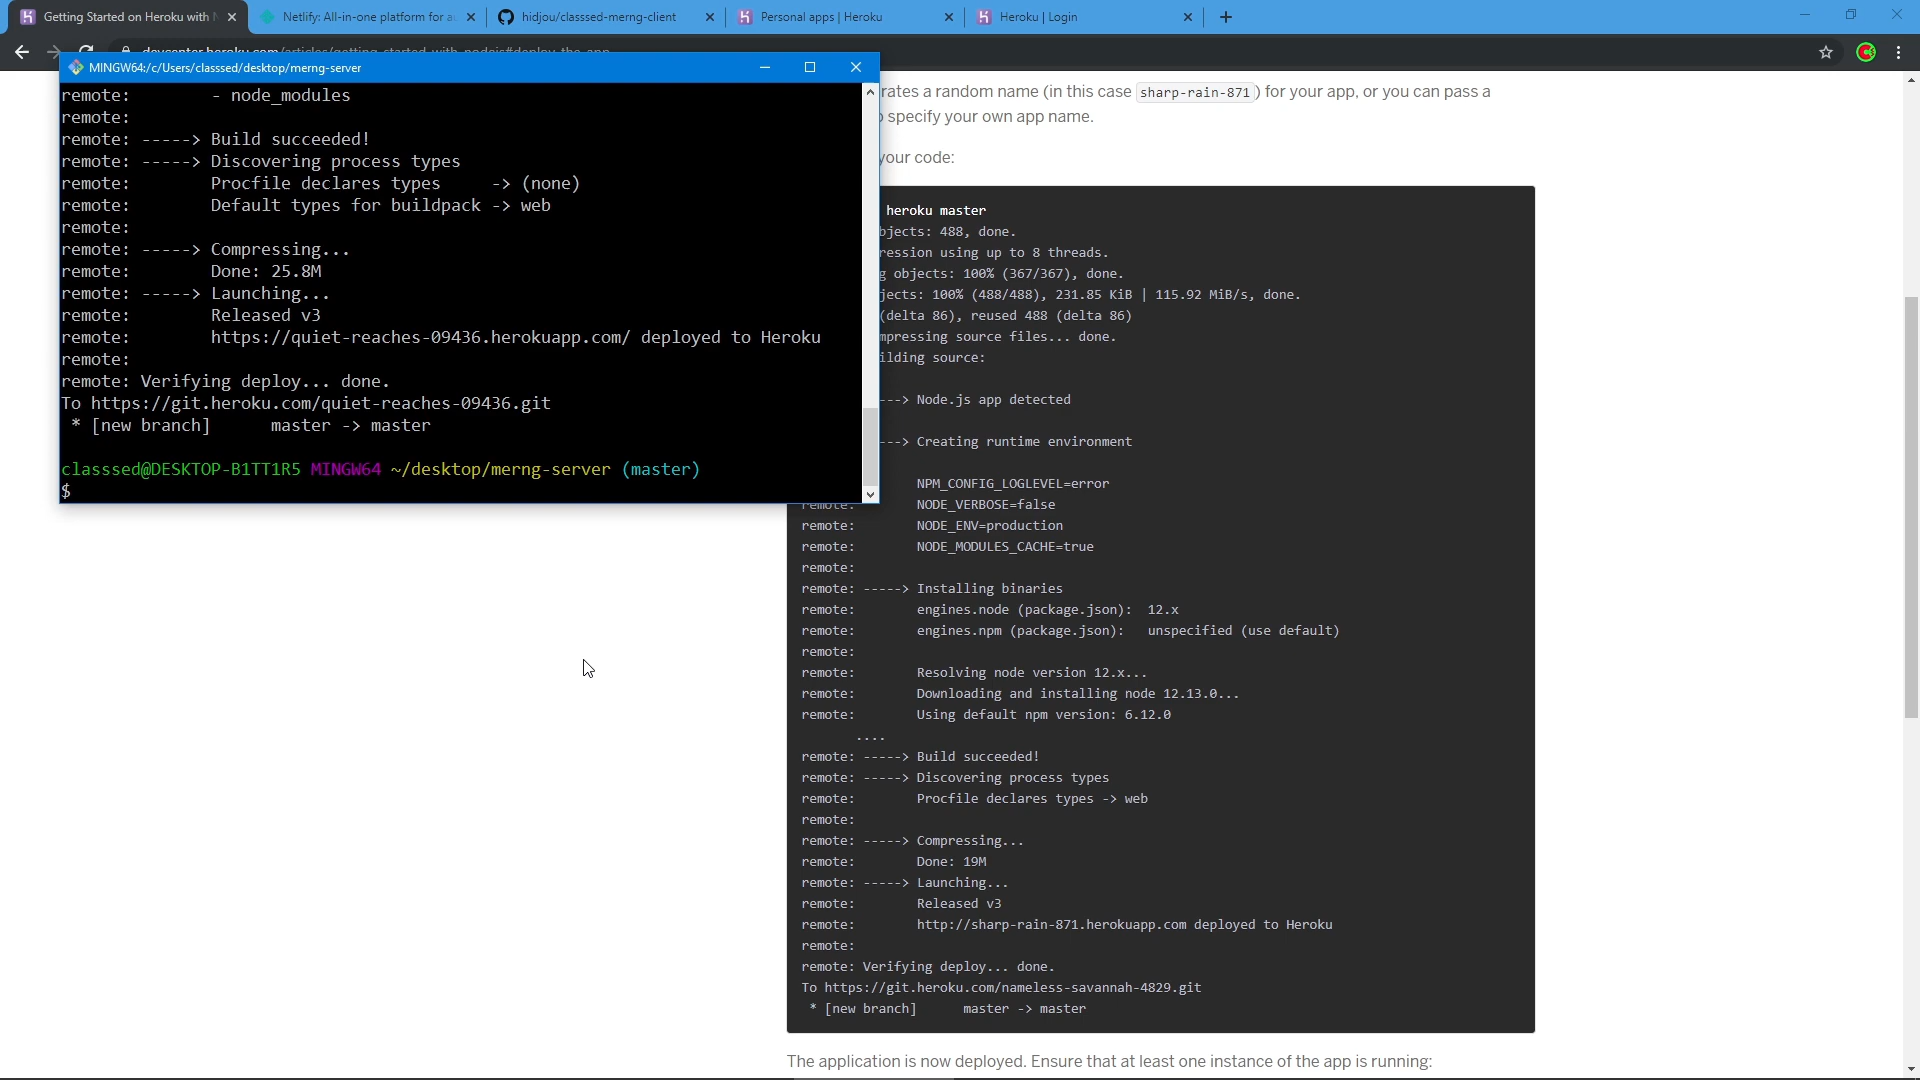 Getting Started on Heroku with N
Netlify: All-in-one platform for au
hidjou/classsed-merng-client
Personal apps | Heroku
Heroku | Login
devcenter.heroku.com/articles/getting-started-with-nodejs#deploy-the-app
MINGW64:/c/Users/classsed/desktop/merng-server
remote:        - node_modules
remote:
remote: -----> Build succeeded!
remote: -----> Discovering process types
remote:        Procfile declares types     -> (none)
remote:        Default types for buildpack -> web
remote:
remote: -----> Compressing...
remote:        Done: 25.8M
remote: -----> Launching...
remote:        Released v3
remote:        https://quiet-reaches-09436.herokuapp.com/ deployed to Heroku
remote:
remote: Verifying deploy... done.
To https://git.heroku.com/quiet-reaches-09436.git
 * [new branch]      master -> master
classsed@DESKTOP-B1TT1R5 MINGW64 ~/desktop/merng-server (master)
$
rates a random name (in this case sharp-rain-871) for your app, or you can pass a
specify your own app name.
your code:
heroku master
bjects: 488, done.
ression using up to 8 threads.
g objects: 100% (367/367), done.
jects: 100% (488/488), 231.85 KiB | 115.92 MiB/s, done.
(delta 86), reused 488 (delta 86)
mpressing source files... done.
ilding source:
---> Node.js app detected
---> Creating runtime environment
NPM_CONFIG_LOGLEVEL=error
remote:        NODE_VERBOSE=false
remote:        NODE_ENV=production
remote:        NODE_MODULES_CACHE=true
remote:
remote: -----> Installing binaries
remote:        engines.node (package.json):  12.x
remote:        engines.npm (package.json):   unspecified (use default)
remote:
remote:        Resolving node version 12.x...
remote:        Downloading and installing node 12.13.0...
remote:        Using default npm version: 6.12.0
....
remote: -----> Build succeeded!
remote: -----> Discovering process types
remote:        Procfile declares types -> web
remote:
remote: -----> Compressing...
remote:        Done: 19M
remote: -----> Launching...
remote:        Released v3
remote:        http://sharp-rain-871.herokuapp.com deployed to Heroku
remote:
remote: Verifying deploy... done.
To https://git.heroku.com/nameless-savannah-4829.git
 * [new branch]      master -> master
The application is now deployed. Ensure that at least one instance of the app is running: